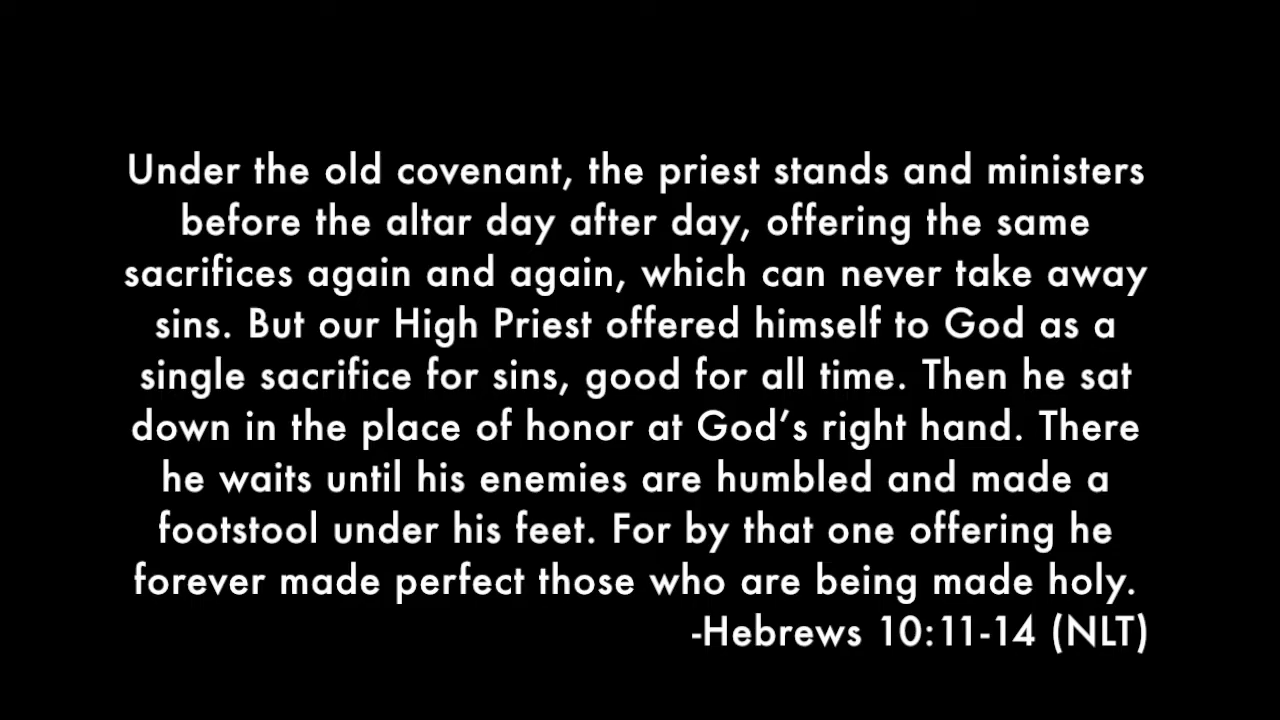 Under the old covenant, the priest stands and ministers
before the altar day after day, offering the same
sacrifices again and again, which can never take away
sins. But our High Priest offered himself to God as a
single sacrifice for sins, good for all time. Then he sat
down in the place of honor at God’s right hand. There
he waits until his enemies are humbled and made a
footstool under his feet. For by that one offering he
forever made perfect those who are being made holy.
-Hebrews 10:11-14 (NLT)